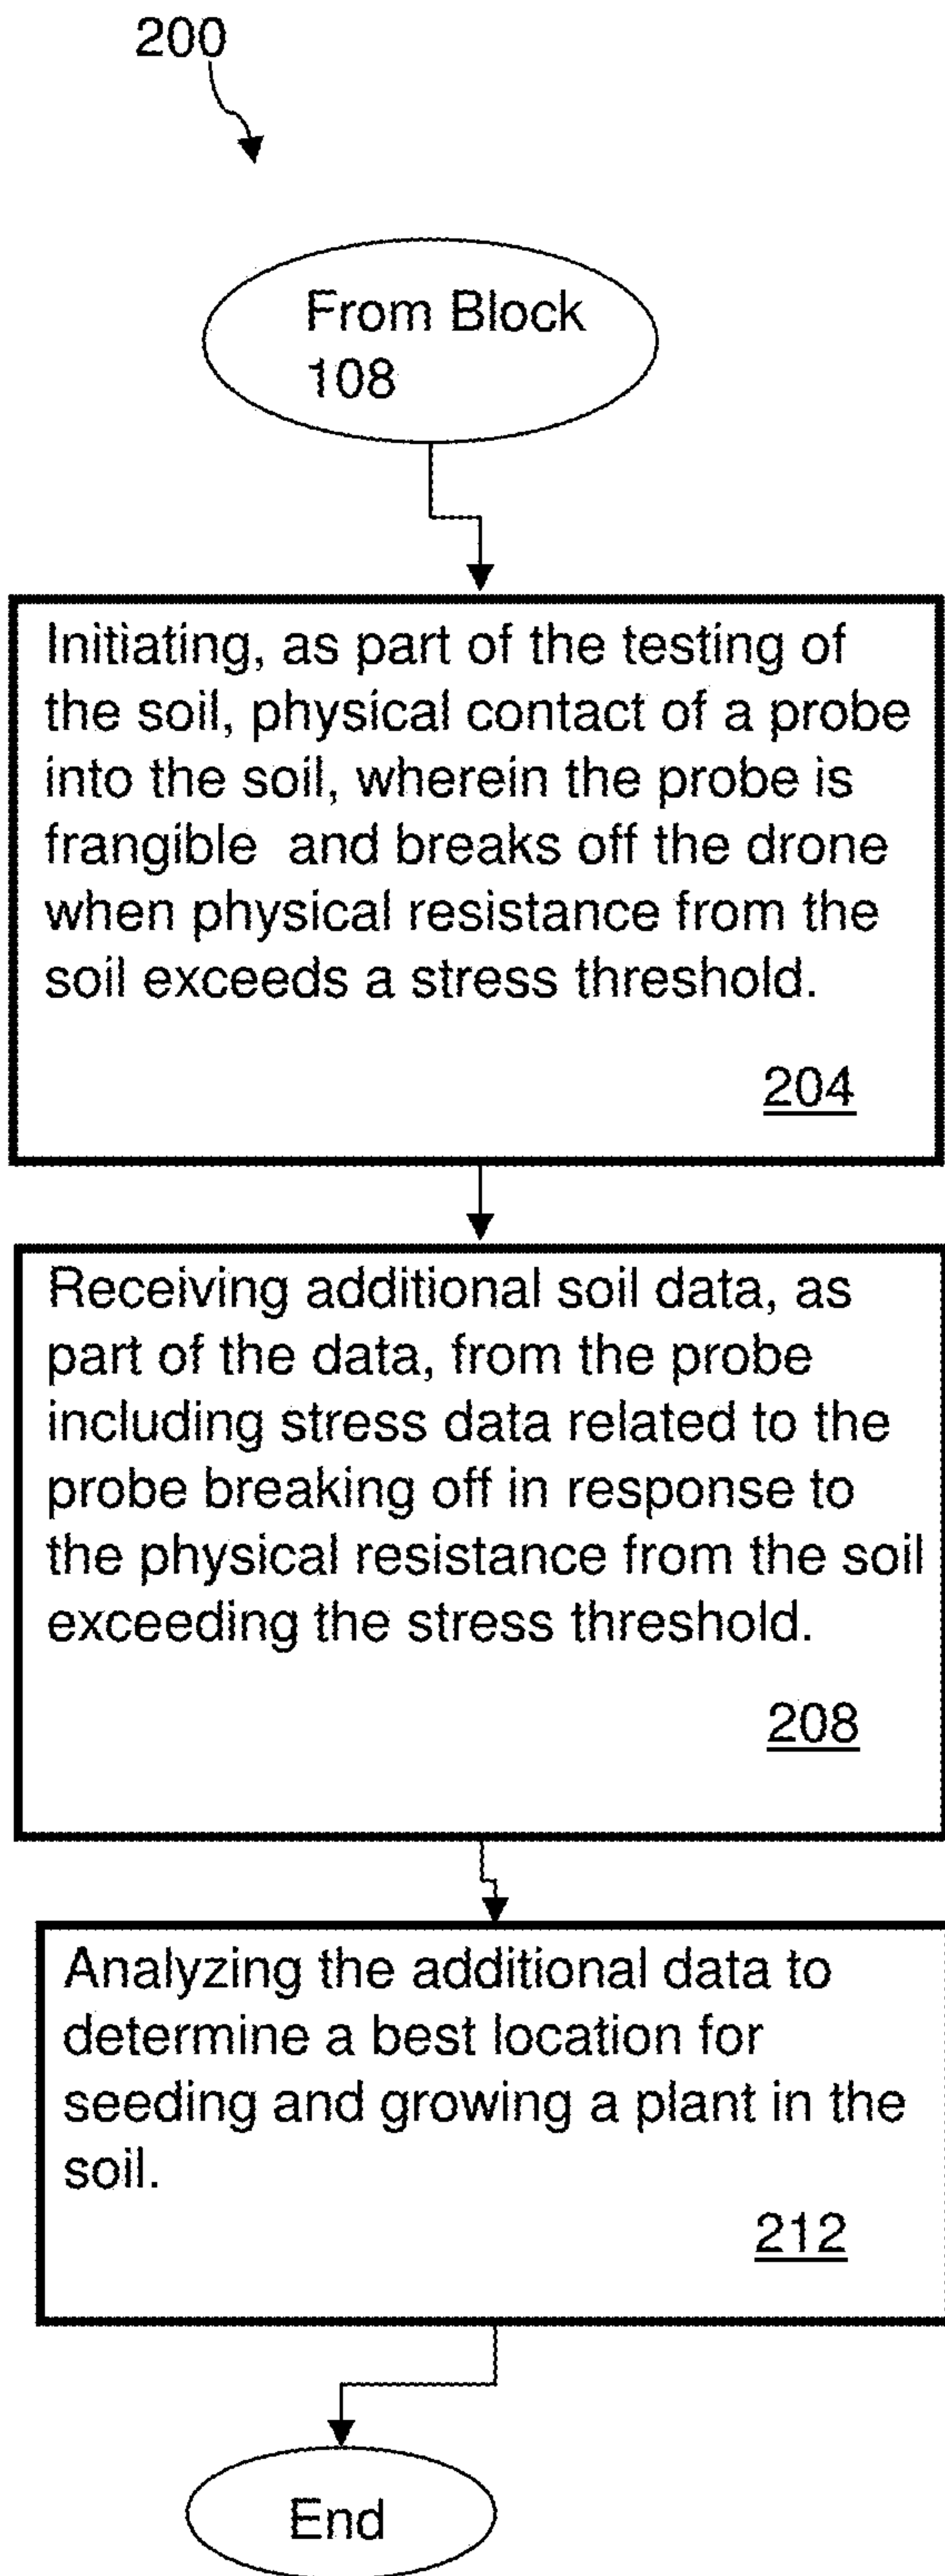 200
From Block
108
Initiating, as part of the testing of
the soil, physical contact of a probe
into the soil, wherein the probe is
frangible  and breaks off the drone
when physical resistance from the
soil exceeds a stress threshold.
204
Receiving additional soil data, as
part of the data, from the probe
including stress data related to the
probe breaking off in response to
the physical resistance from the soil
exceeding the stress threshold.
208
Analyzing the additional data to
determine a best location for
seeding and growing a plant in the
soil.
212
End